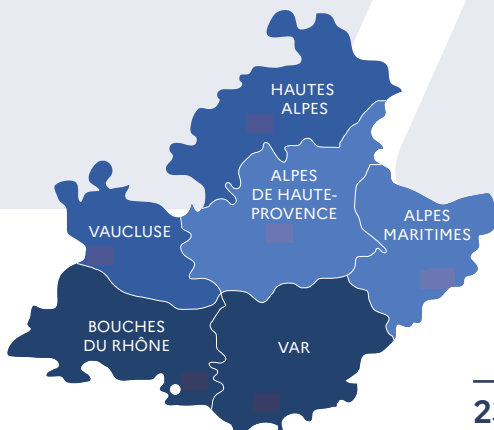 HAUTES
ALPES
ALPES
DE HAUTE-
PROVENCE
ALPES
MARITIMES
VAUCLUSE
BOUCHES
DU RHÔNE
VAR